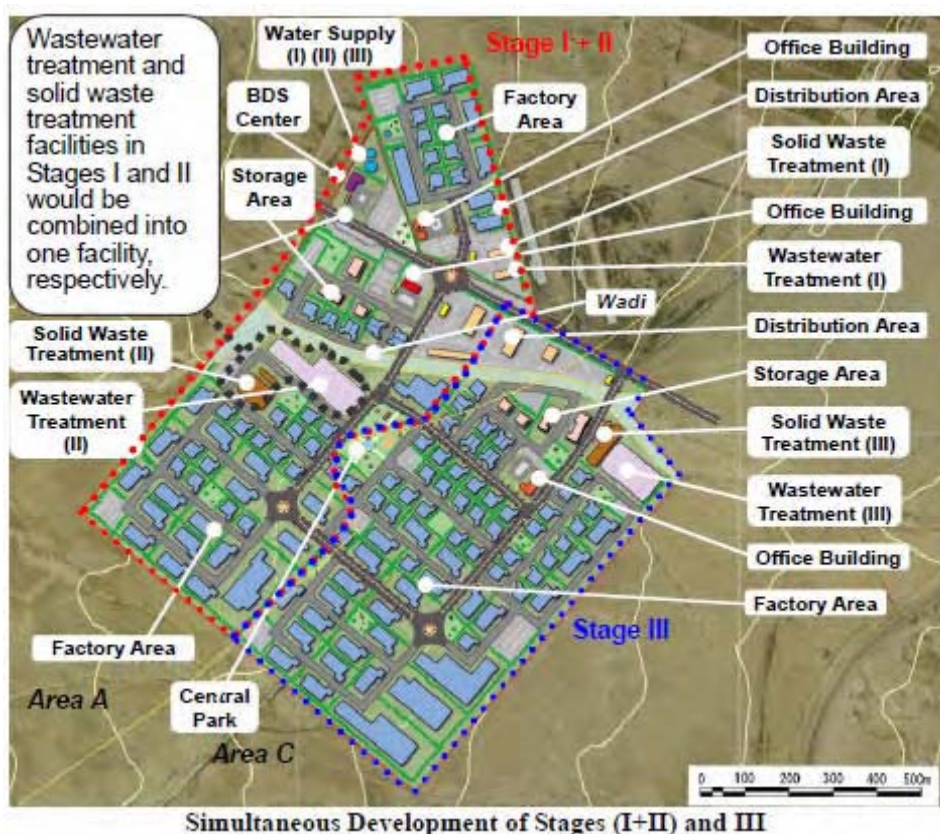 Wastewater
treatment and
solid waste
treatment
facilities in
Stages I and II
would be
combined into
one facility,
respectively.
Water Supply
(I) (II) (III)
BDS
Center
Storage
Area
Stage I + II
Factory
Area
Office Building
Distribution Area
Solid Waste
Treatment (I)
Office Building
Wastewater
Treatment (I)
Wadi
Distribution Area
Solid Waste
Treatment (II)
Wastewater
Treatment
(II)
Storage Area
Solid Waste
Treatment (III)
Wastewater
Treatment (III)
Office Building
Factory Area
Stage III
Factory Area
Area A
Central
Park
Area C
0 100 200 300 400 500m
Simultaneous Development of Stages (I+II) and III